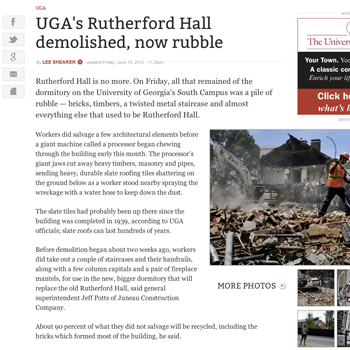 UGA
UGA's Rutherford Hall
demolished, now rubble
By LEE SHEARER updated Friday, June 15, 2012 - 11:25pm
Rutherford Hall is no more. On Friday, all that remained of the
dormitory on the University of Georgia's South Campus was a pile of
rubble — bricks, timbers, a twisted metal staircase and almost
everything else that used to be Rutherford Hall.
Workers did salvage a few architectural elements before
a giant machine called a processor began chewing
through the building early this month. The processor's
giant jaws cut away heavy timbers, masonry and pipes,
sending heavy, durable slate roofing tiles shattering on
the ground below as a worker stood nearby spraying the
wreckage with a water hose to keep down the dust.
The slate tiles had probably been up there since the
building was completed in 1939, according to UGA
officials; slate roofs can last hundreds of years.
Before demolition began about two weeks ago, workers
did take out a couple of staircases and their handrails,
along with a few column capitals and a pair of fireplace
mantels, for use in the new, bigger dormitory that will
replace the old Rutherford Hall, said general
superintendent Jeff Potts of Juneau Construction
Company.
About 90 percent of what they did not salvage will be recycled, including the
bricks which formed most of the building, he said.
MORE PHOTOS
The Univers
Your Town.
A classic
Enrich your
Click he
what's